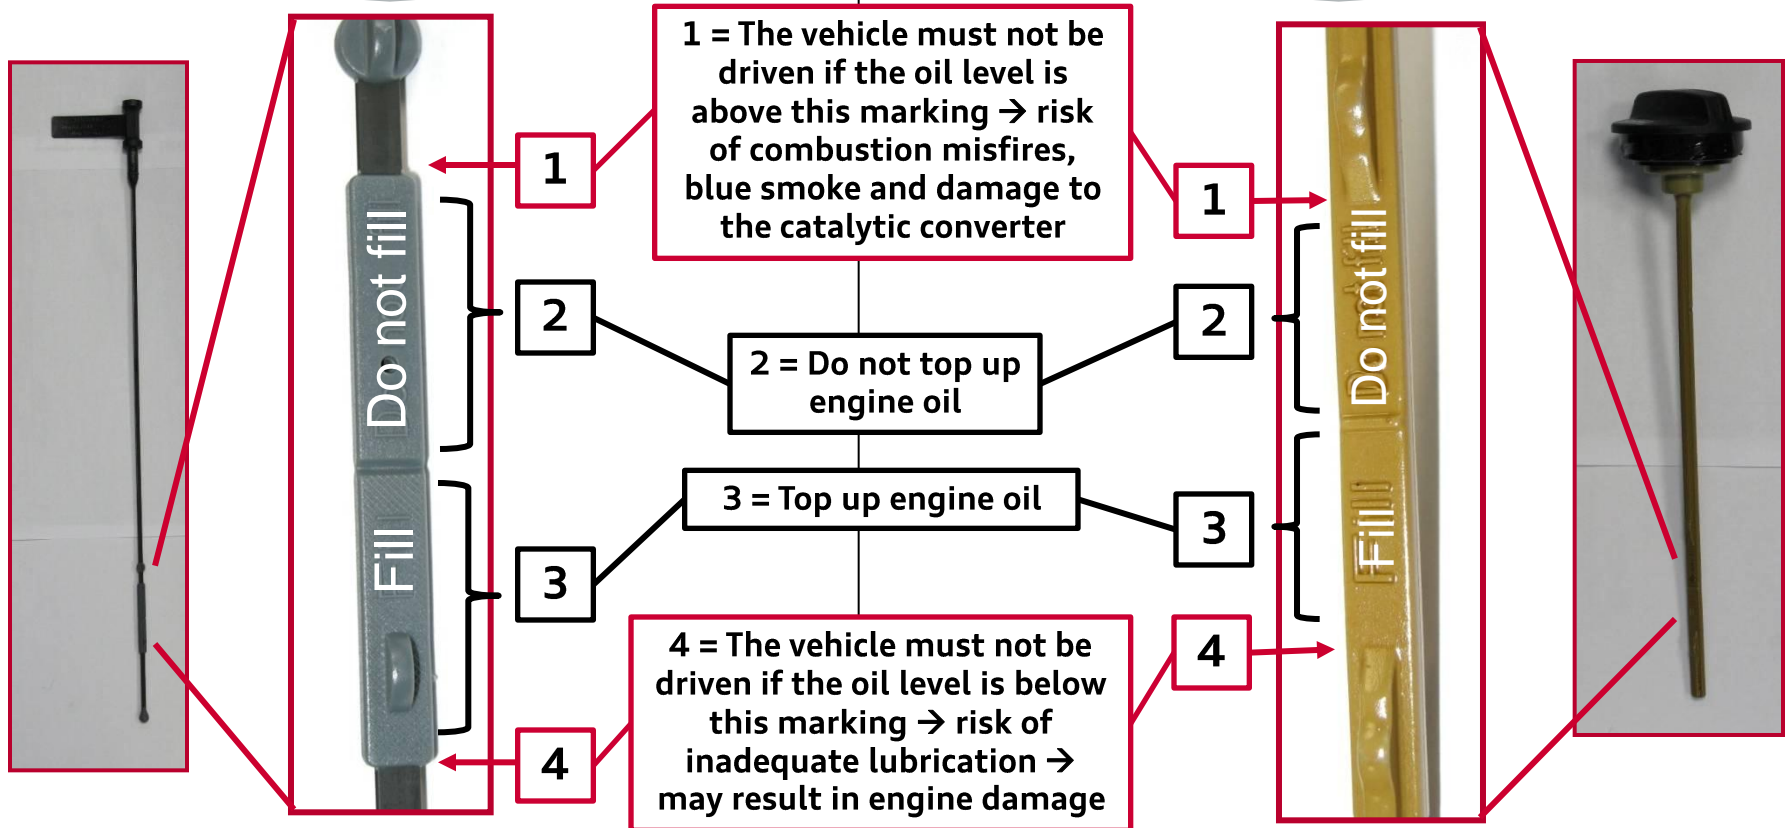 1 = The vehicle must not be
driven if the oil level is
above this marking → risk
of combustion misfires,
blue smoke and damage to
the catalytic converter
1
1
Do not fill
Do not fill
2
2
2 = Do not top up
engine oil
3 = Top up engine oil
Fill
Fill
3
3
4 = The vehicle must not be
driven if the oil level is below
this marking → risk of
inadequate lubrication →
may result in engine damage
4
4